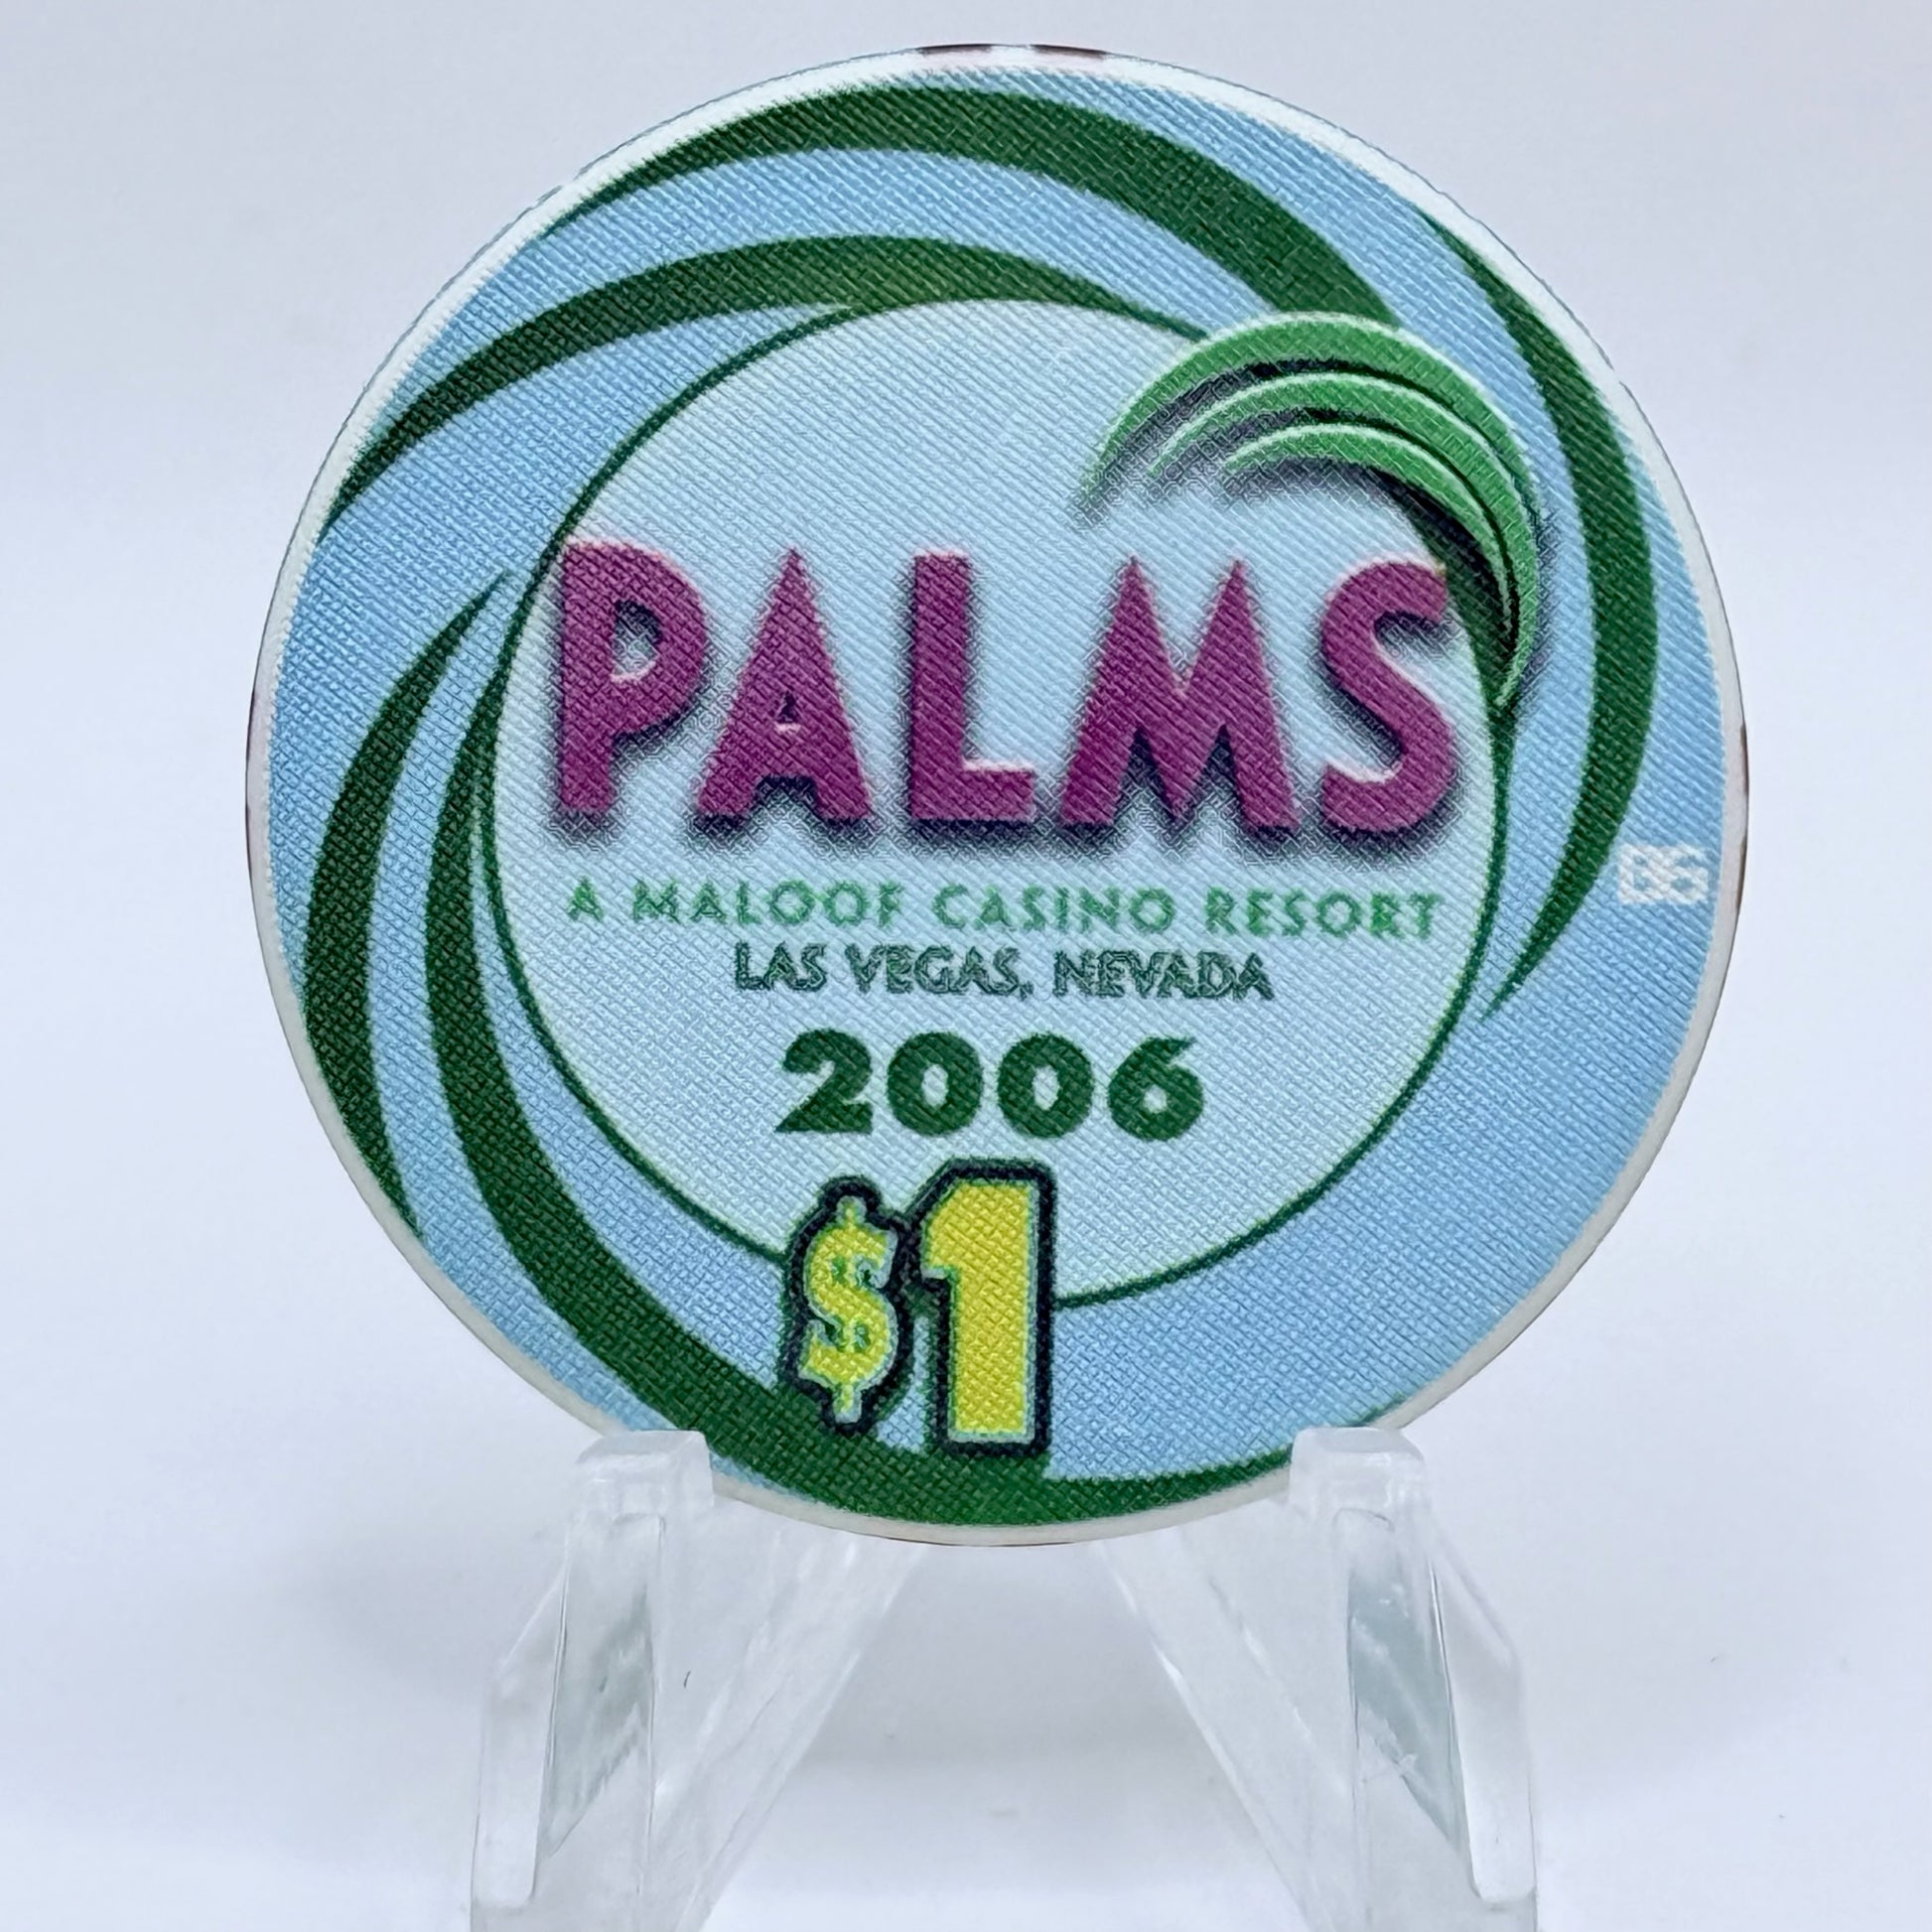 PALMS
A MALOOF CASINO RESORT
LAS VEGAS, NEVADA
2006
$1